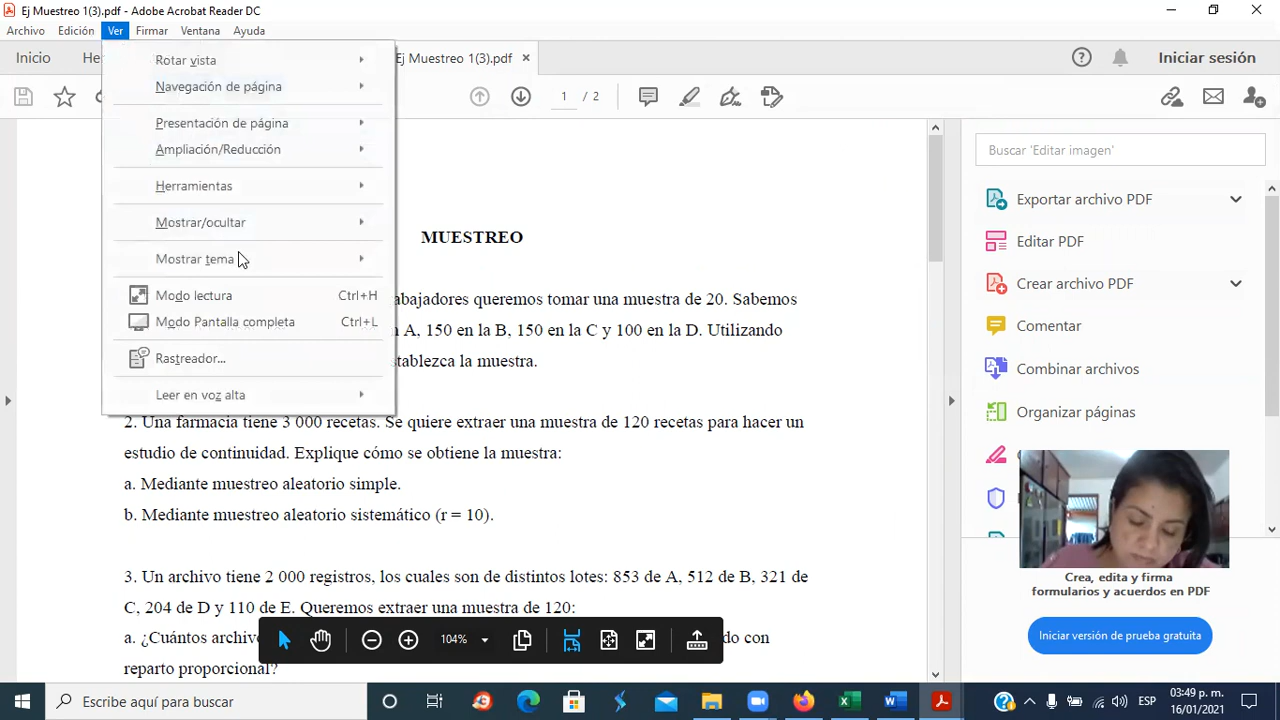 Ej Muestreo 1(3).pdf - Adobe Acrobat Reader DC
Archivo Edición Ver Firmar Ventana Ayuda
Inicio He Ej Muestreo 1(3).pdf × Iniciar sesión
1 / 2
Rotar vista
Navegación de página
Presentación de página
Ampliación/Reducción
Herramientas
Mostrar/ocultar
Mostrar tema
Modo lectura Ctrl+H
Modo Pantalla completa Ctrl+L
Rastreador...
Leer en voz alta
MUESTREO
abajadores queremos tomar una muestra de 20. Sabemos
n A, 150 en la B, 150 en la C y 100 en la D. Utilizando
stablezca la muestra.
2. Una farmacia tiene 3 000 recetas. Se quiere extraer una muestra de 120 recetas para hacer un
estudio de continuidad. Explique cómo se obtiene la muestra:
a. Mediante muestreo aleatorio simple.
b. Mediante muestreo aleatorio sistemático (r = 10).
3. Un archivo tiene 2 000 registros, los cuales son de distintos lotes: 853 de A, 512 de B, 321 de
C, 204 de D y 110 de E. Queremos extraer una muestra de 120:
a. ¿Cuántos archivo do con
reparto proporcional?
104%
Buscar 'Editar imagen'
Exportar archivo PDF
Editar PDF
Crear archivo PDF
Comentar
Combinar archivos
Organizar páginas
Crea, edita y firma
formularios y acuerdos en PDF
Iniciar versión de prueba gratuita
Escribe aquí para buscar
ESP
03:49 p. m.
16/01/2021